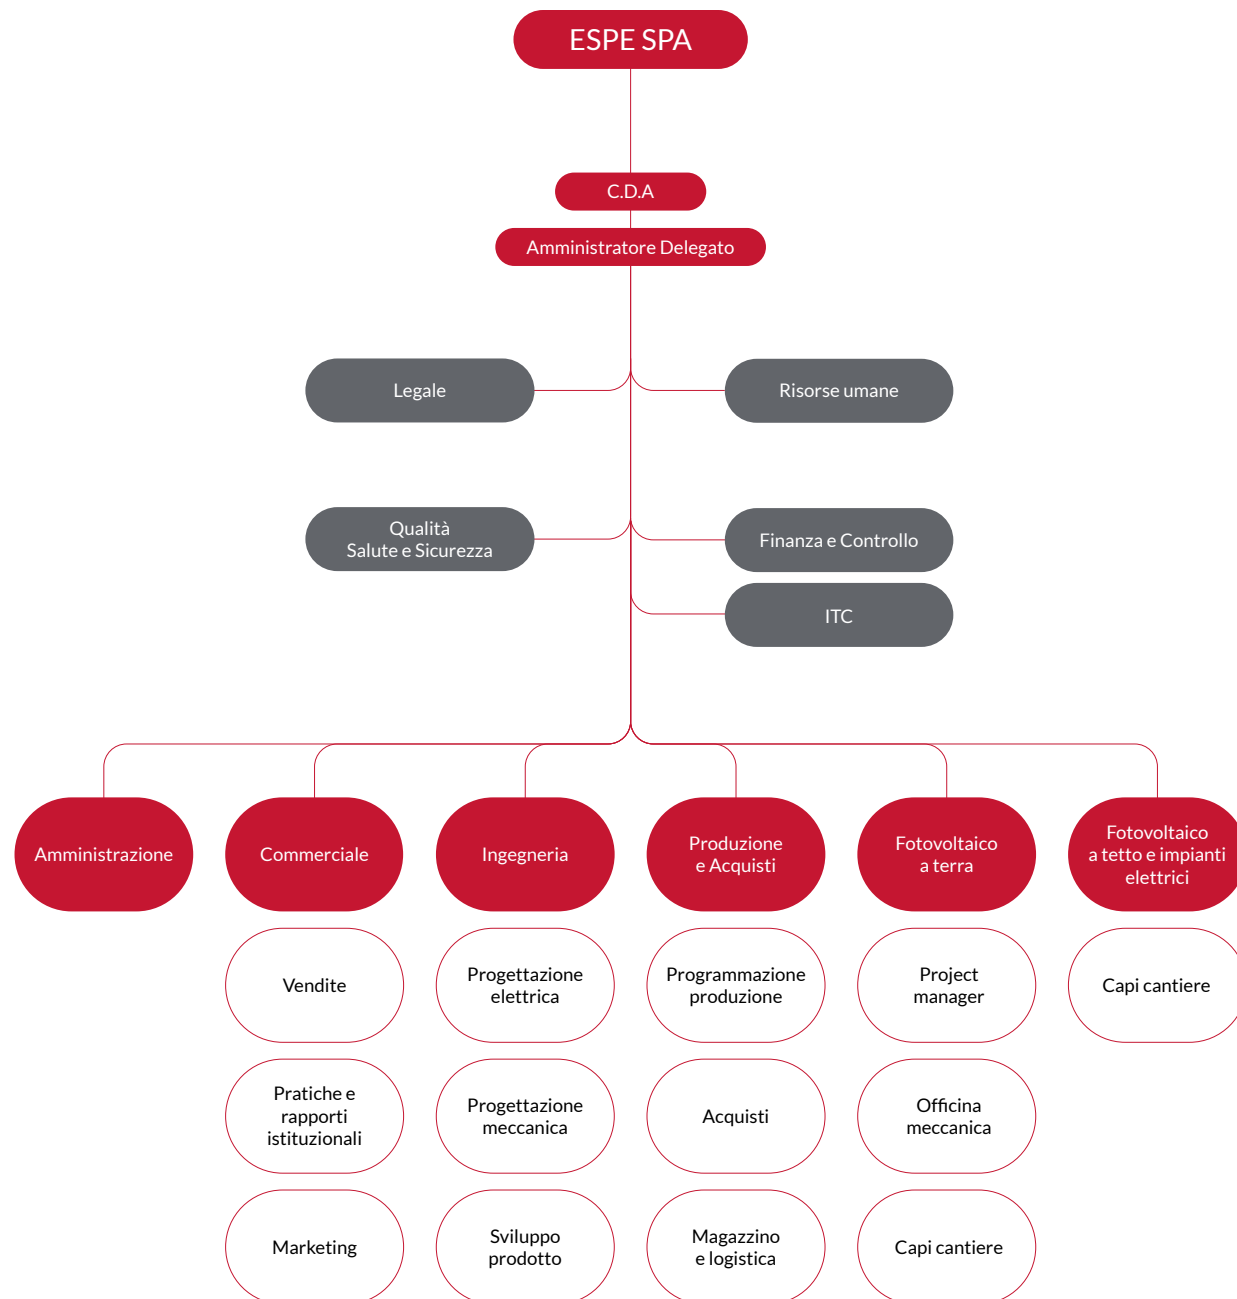 ESPE SPA
C.D.A
Amministratore Delegato
Legale
Risorse umane
Qualità
Salute e Sicurezza
Finanza e Controllo
ITC
Amministrazione
Commerciale
Ingegneria
Produzione
e Acquisti
Fotovoltaico
a terra
Fotovoltaico
a tetto e impianti
elettrici
Vendite
Progettazione
elettrica
Programmazione
produzione
Project
manager
Capi cantiere
Pratiche e
rapporti
istituzionali
Progettazione
meccanica
Acquisti
Officina
meccanica
Marketing
Sviluppo
prodotto
Magazzino
e logistica
Capi cantiere